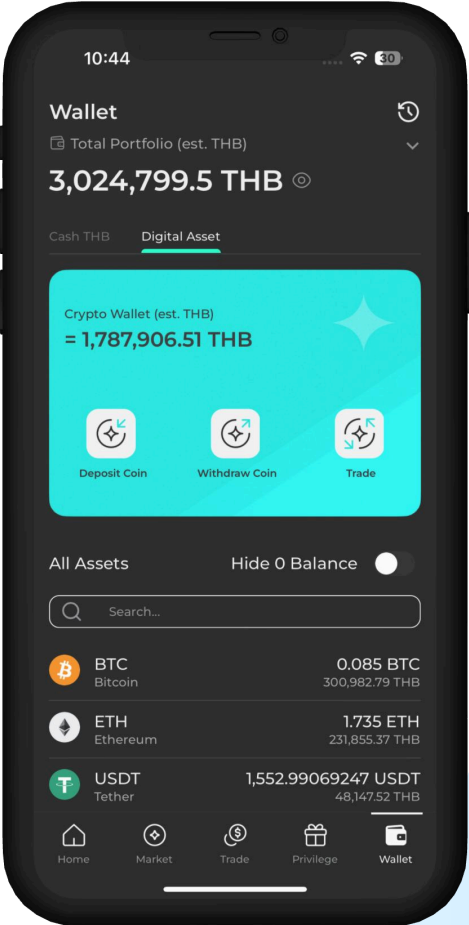 10:44
30
Wallet
Total Portfolio (est. THB)
3,024,799.5 THB
Cash THB Digital Asset
Crypto Wallet (est. THB)
= 1,787,906.51 THB
Deposit Coin Withdraw Coin Trade
All Assets Hide 0 Balance
Search...
BTC 0.085 BTC
Bitcoin 300,982.79 THB
ETH 1.735 ETH
Ethereum 231,855.37 THB
USDT 1,552.99069247 USDT
Tether 48,147.52 THB
Home Market Trade Privilege Wallet